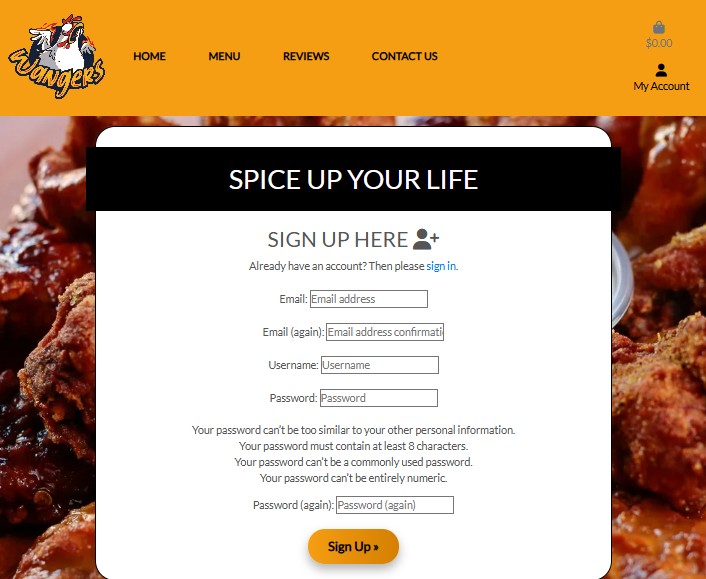 Wangers
HOME MENU REVIEWS CONTACT US
$0.00
My Account
SPICE UP YOUR LIFE
SIGN UP HERE
Already have an account? Then please sign in.
Email: Email address
Email (again): Email address confirmati
Username: Username
Password: Password
Your password can't be too similar to your other personal information.
Your password must contain at least 8 characters.
Your password can't be a commonly used password.
Your password can't be entirely numeric.
Password (again): Password (again)
Sign Up »